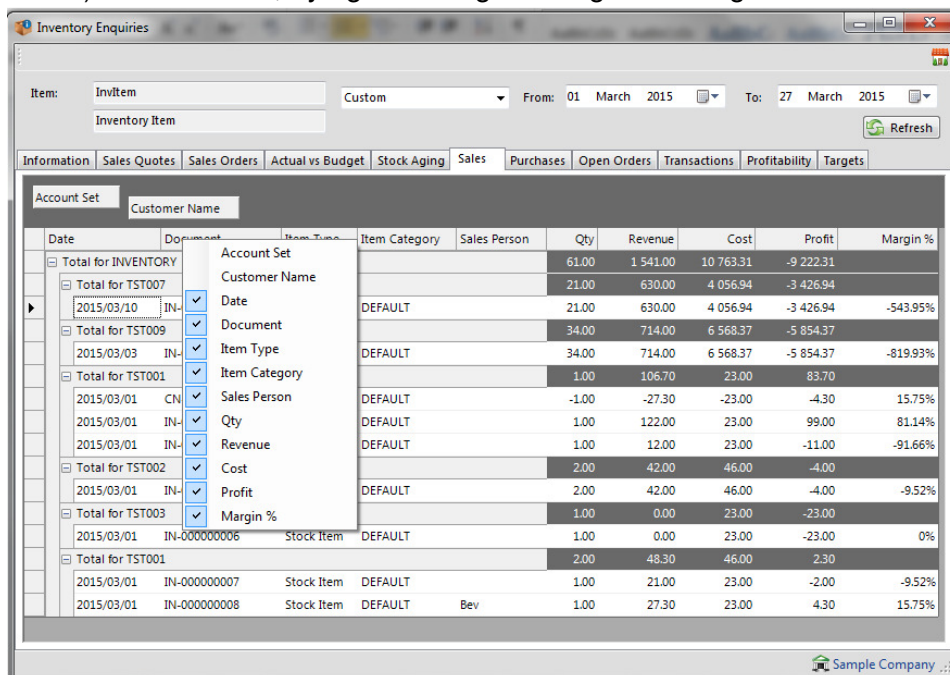 Inventory Enquiries
Item: InvItem Custom From: 01 March 2015 To: 27 March 2015
Inventory Item Refresh
Information Sales Quotes Sales Orders Actual vs Budget Stock Aging Sales Purchases Open Orders Transactions Profitability Targets
Account Set
Customer Name
Date Document Item Type Item Category Sales Person Qty Revenue Cost Profit Margin %
Total for INVENTORY 61.00 1 541.00 10 763.31 -9 222.31
Total for TST007 21.00 630.00 4 056.94 -3 426.94
2015/03/10 IN- DEFAULT 21.00 630.00 4 056.94 -3 426.94 -543.95%
Total for TST009 34.00 714.00 6 568.37 -5 854.37
2015/03/03 IN- DEFAULT 34.00 714.00 6 568.37 -5 854.37 -819.93%
Total for TST001 1.00 106.70 23.00 83.70
2015/03/01 CN DEFAULT -1.00 -27.30 -23.00 -4.30 15.75%
2015/03/01 IN- DEFAULT 1.00 122.00 23.00 99.00 81.14%
2015/03/01 IN- DEFAULT 1.00 12.00 23.00 -11.00 -91.66%
Total for TST002 2.00 42.00 46.00 -4.00
2015/03/01 IN- DEFAULT 2.00 42.00 46.00 -4.00 -9.52%
Total for TST003 1.00 0.00 23.00 -23.00
2015/03/01 IN-000000006 Stock Item DEFAULT 1.00 0.00 23.00 -23.00 0%
Total for TST001 2.00 48.30 46.00 2.30
2015/03/01 IN-000000007 Stock Item DEFAULT 1.00 21.00 23.00 -2.00 -9.52%
2015/03/01 IN-000000008 Stock Item DEFAULT Bev 1.00 27.30 23.00 4.30 15.75%
Account Set
Customer Name
Date
Document
Item Type
Item Category
Sales Person
Qty
Revenue
Cost
Profit
Margin %
Sample Company